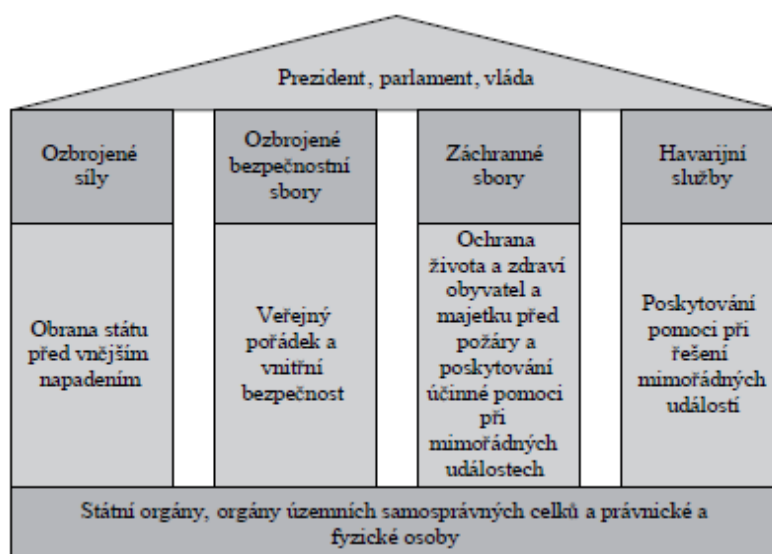 Prezident, parlament, vláda
Ozbrojené
síly
Ozbrojené
bezpečnostní
sbory
Záchranné
sbory
Havarijní
služby
Obrana státu
před vnějším
napadením
Veřejný
pořádek a
vnitřní
bezpečnost
Ochrana
života a zdraví
obyvatel a
majetku před
požáry a
poskytování
účinné pomoci
při
mimořádných
událostech
Poskytování
pomoci při
řešení
mimořádných
událostí
Státní orgány, orgány územních samosprávných celků a právnické a
fyzické osoby